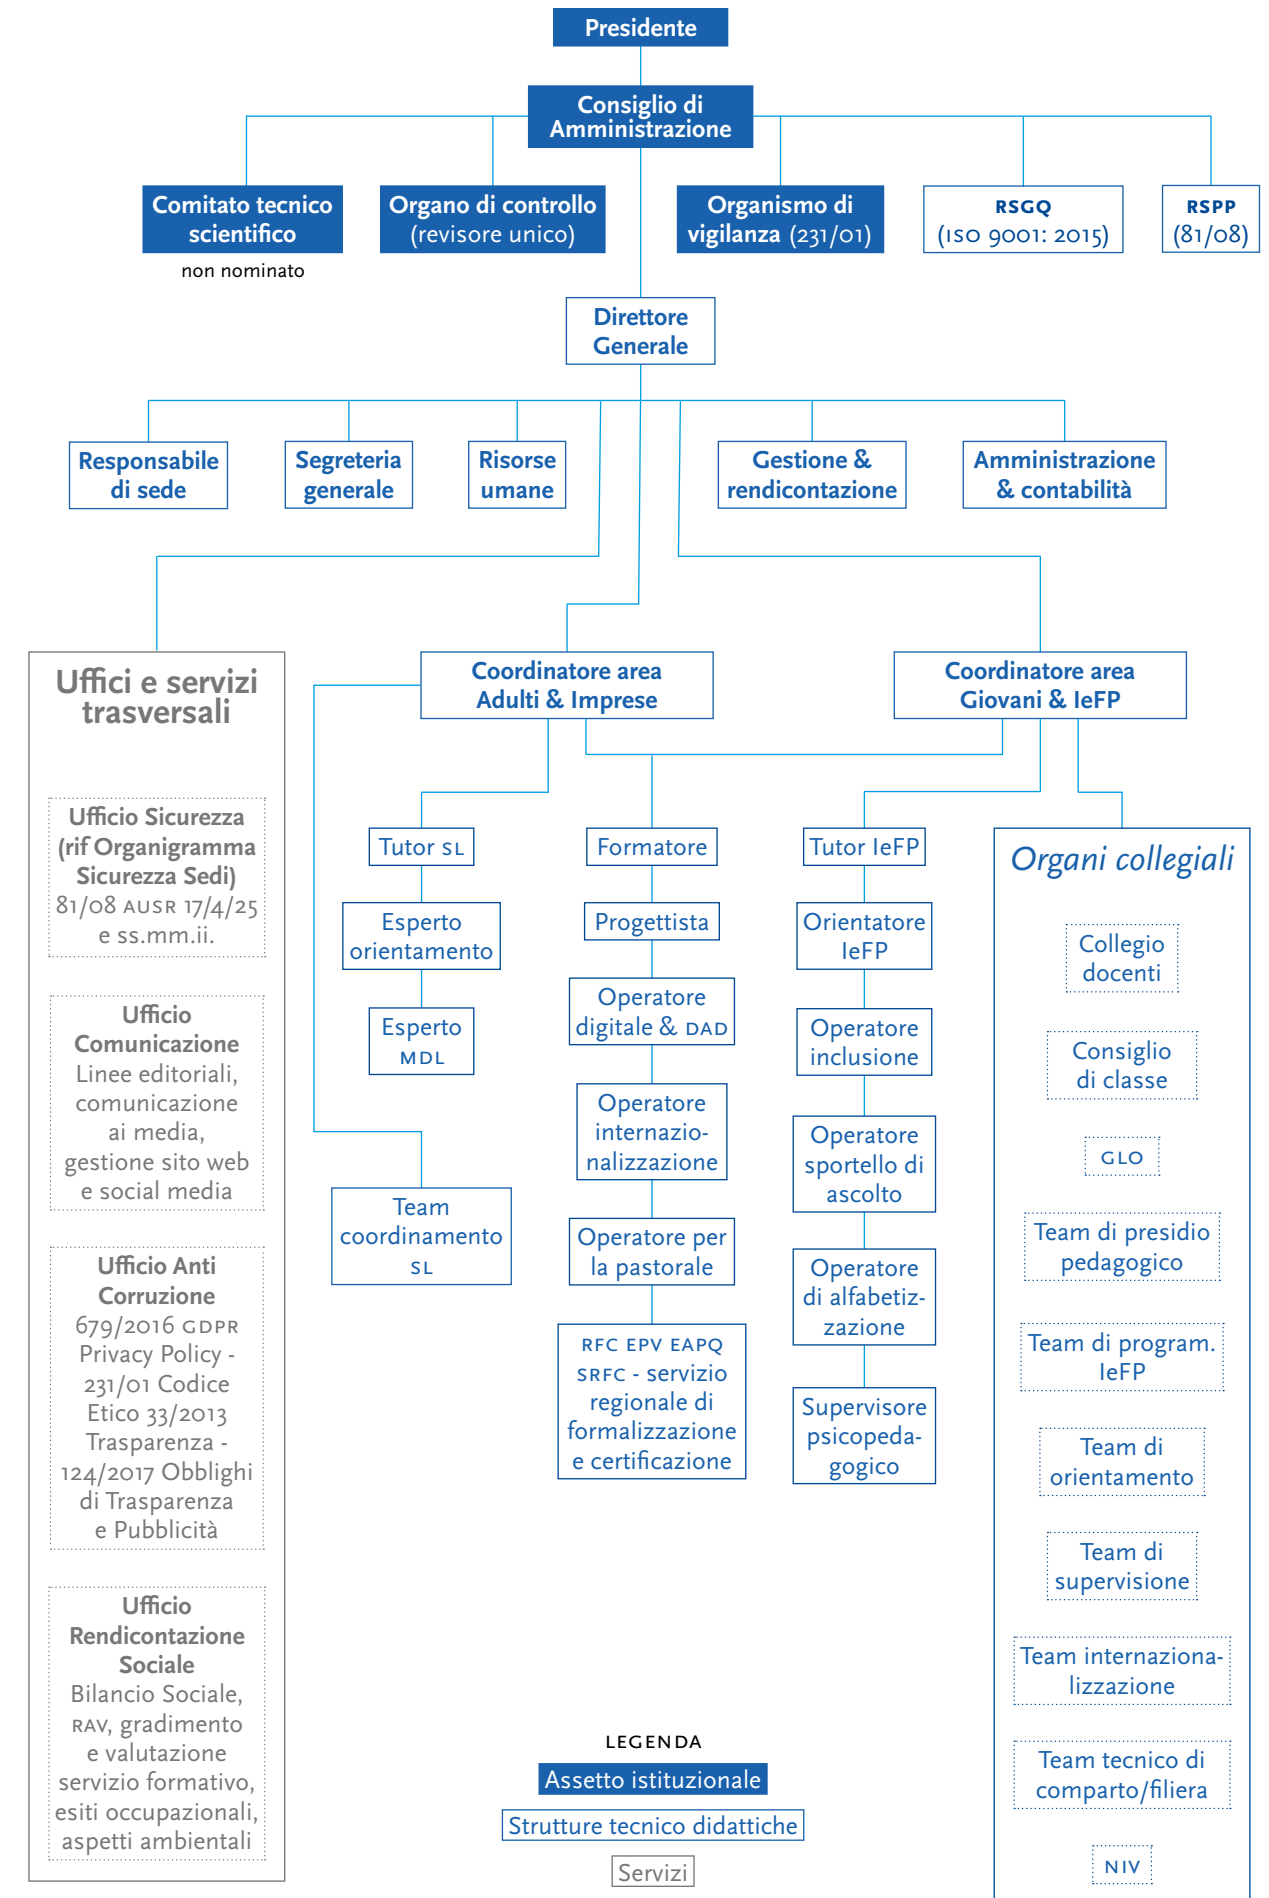 Presidente
Consiglio di
Amministrazione
Comitato tecnico
scientifico
non nominato
Organo di controllo
(revisore unico)
Organismo di
vigilanza (231/01)
RSGQ
(ISO 9001: 2015)
RSPP
(81/08)
Direttore
Generale
Responsabile
di sede
Segreteria
generale
Risorse
umane
Gestione &
rendicontazione
Amministrazione
& contabilità
Uffici e servizi
trasversali
Ufficio Sicurezza
(rif Organigramma
Sicurezza Sedi)
81/08 AUSR 17/4/25
e ss.mm.ii.
Ufficio
Comunicazione
Linee editoriali,
comunicazione
ai media,
gestione sito web
e social media
Ufficio Anti
Corruzione
679/2016 GDPR
Privacy Policy -
231/01 Codice
Etico 33/2013
Trasparenza -
124/2017 Obblighi
di Trasparenza
e Pubblicità
Ufficio
Rendicontazione
Sociale
Bilancio Sociale,
RAV, gradimento
e valutazione
servizio formativo,
esiti occupazionali,
aspetti ambientali
Coordinatore area
Adulti & Imprese
Tutor SL
Esperto
orientamento
Esperto
MDL
Team
coordinamento
SL
Formatore
Progettista
Operatore
digitale & DAD
Operatore
internazio-
nalizzazione
Operatore per
la pastorale
RFC EPV EAPQ
SRFC - servizio
regionale di
formalizzazione
e certificazione
Coordinatore area
Giovani & IeFP
Tutor IeFP
Orientatore
IeFP
Operatore
inclusione
Operatore
sportello di
ascolto
Operatore
di alfabetiz-
zazione
Supervisore
psicopeda-
gogico
Organi collegiali
Collegio
docenti
Consiglio
di classe
GLO
Team di presidio
pedagogico
Team di program.
IeFP
Team di
orientamento
Team di
supervisione
Team internaziona-
lizzazione
Team tecnico di
comparto/filiera
NIV
LEGENDA
Assetto istituzionale
Strutture tecnico didattiche
Servizi